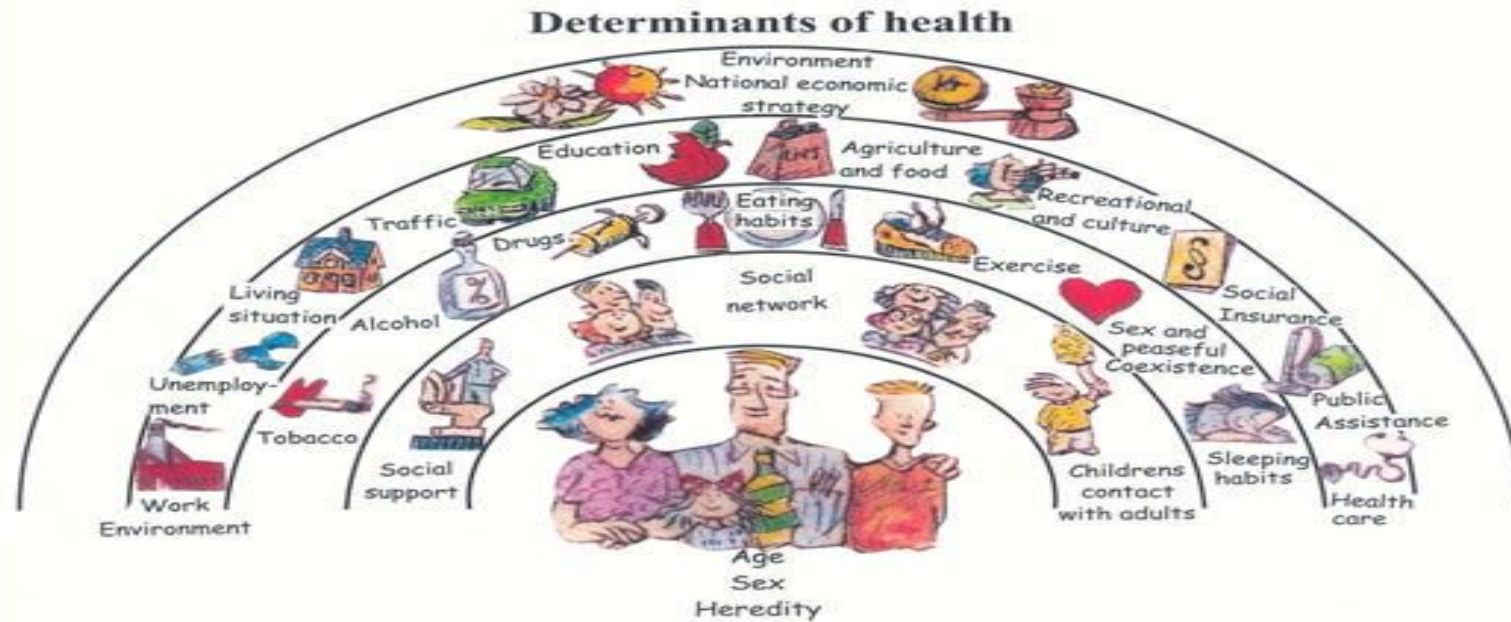 Determinants of health
Environment
National economic
strategy
Education
Agriculture
and food
Traffic
Recreational
and culture
Drugs
Eating
habits
Exercise
Living
situation
Alcohol
Social
network
Social
Insurance
Sex and
peaseful
Coexistence
Unemploy-
ment
Tobacco
Public
Assistance
Social
support
Childrens
contact
with adults
Sleeping
habits
Work
Environment
Health
care
Age
Sex
Heredity
%
§